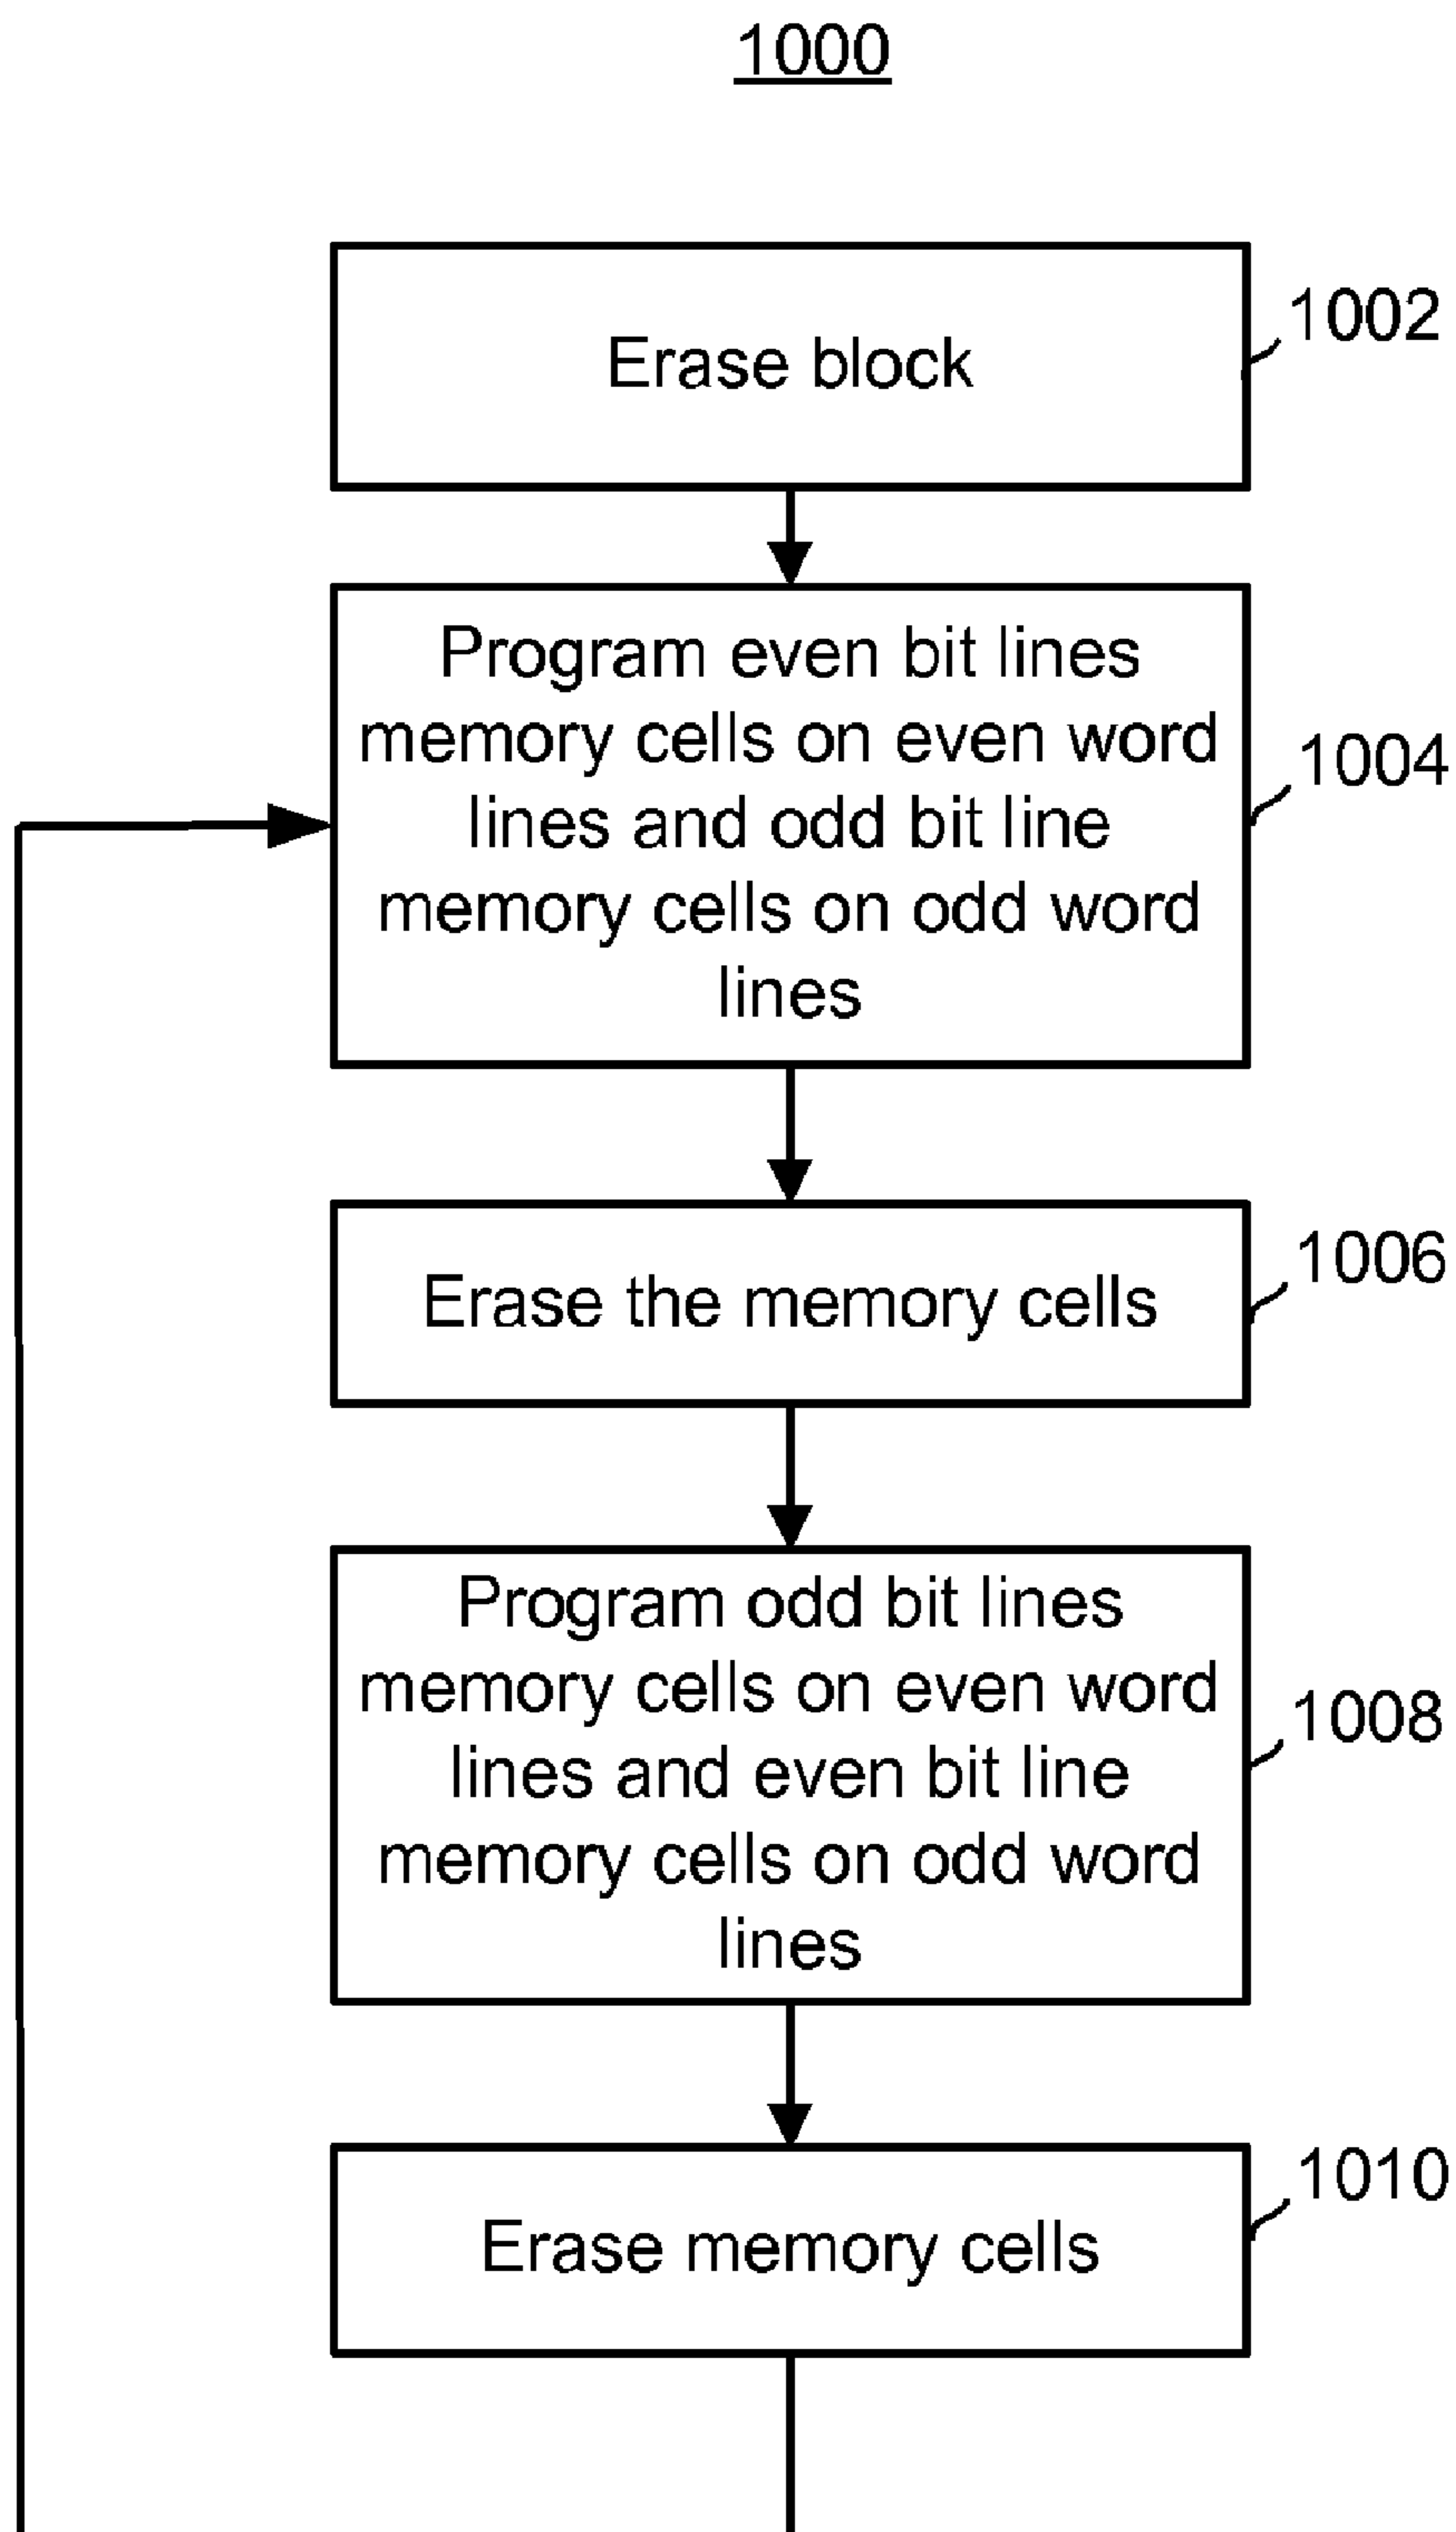 1000
Erase block
1002
Program even bit lines
memory cells on even word
lines and odd bit line
memory cells on odd word
lines
1004
Erase the memory cells
1006
Program odd bit lines
memory cells on even word
lines and even bit line
memory cells on odd word
lines
1008
Erase memory cells
1010